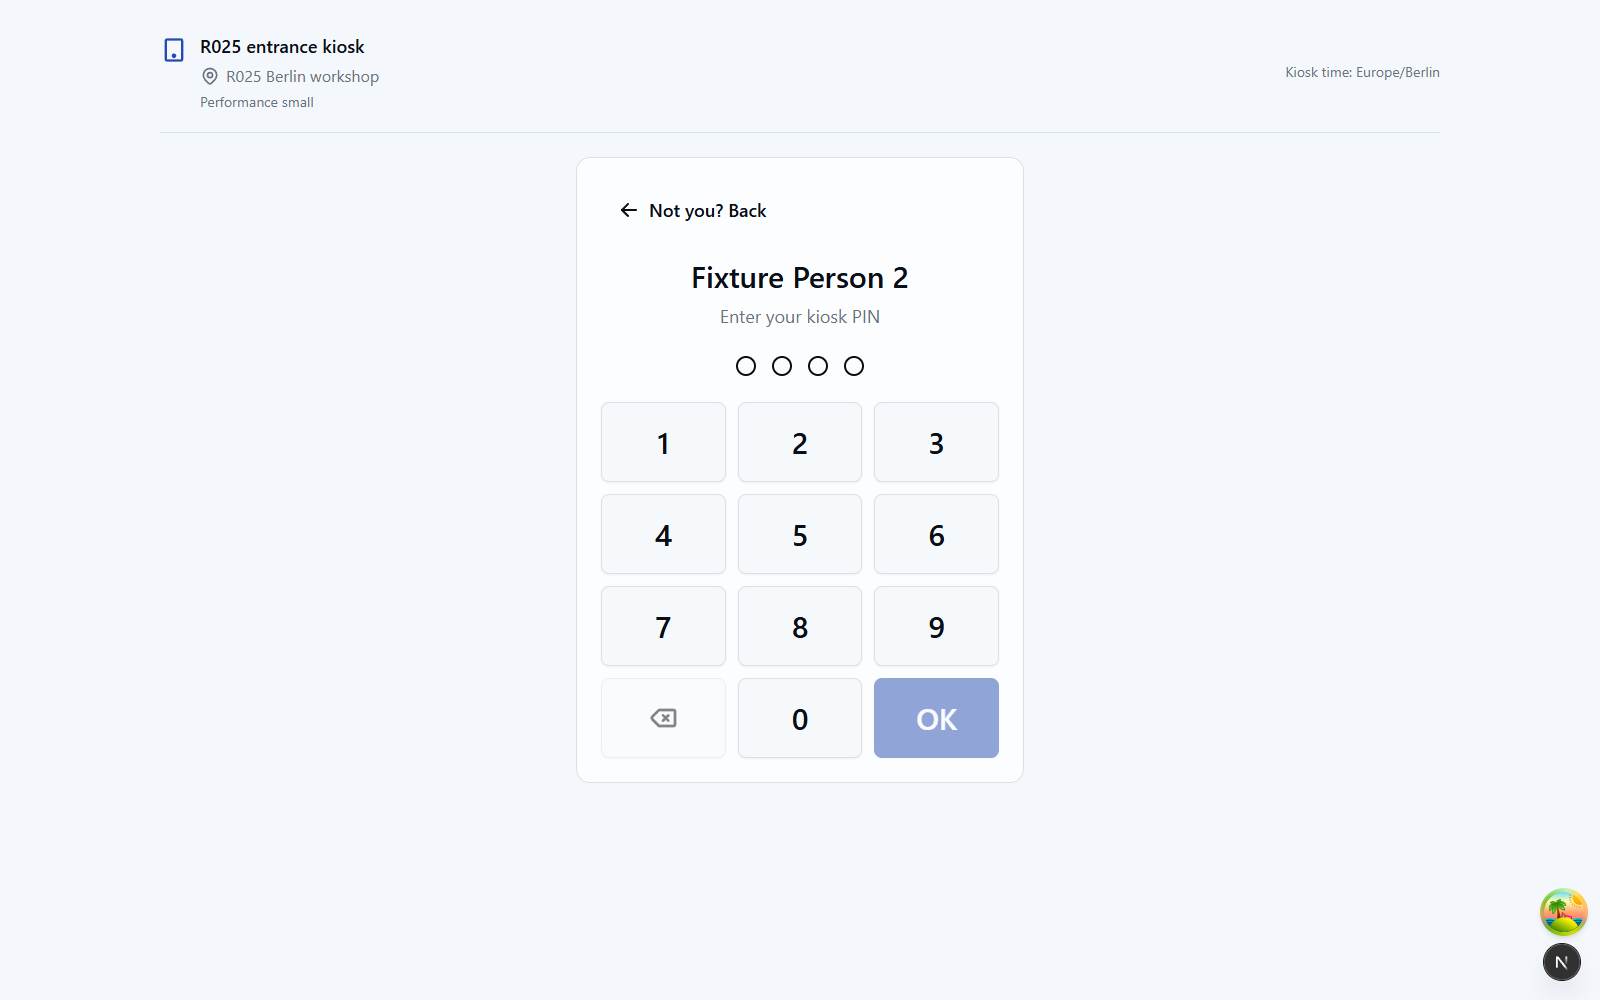 R025 entrance kiosk
R025 Berlin workshop
Performance small
Kiosk time: Europe/Berlin
Not you? Back
Fixture Person 2
Enter your kiosk PIN
1 2 3
4 5 6
7 8 9
0 OK
N